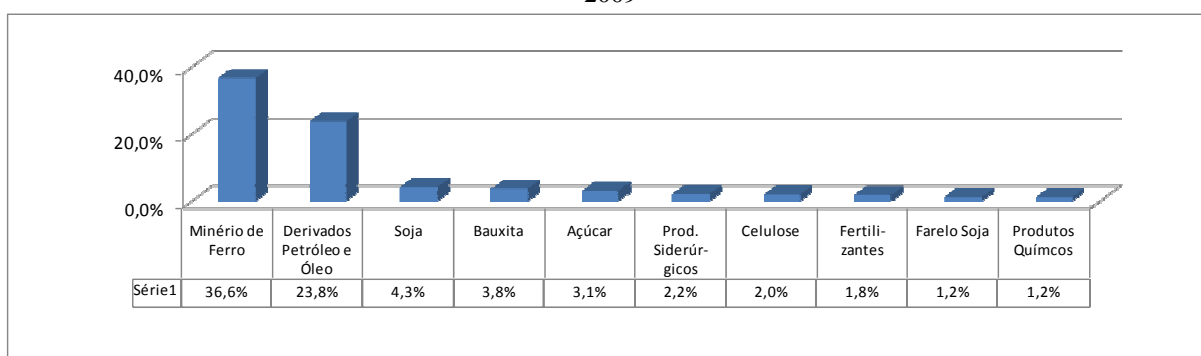 40,0%
20,0%
0,0%
Minério de
Ferro
Derivados
Petróleo e
Óleo
Soja
Bauxita
Açúcar
Prod.
Siderúr-
gicos
Celulose
Fertili-
zantes
Farelo Soja
Produtos
Químcos
Série1 36,6% 23,8% 4,3% 3,8% 3,1% 2,2% 2,0% 1,8% 1,2% 1,2%